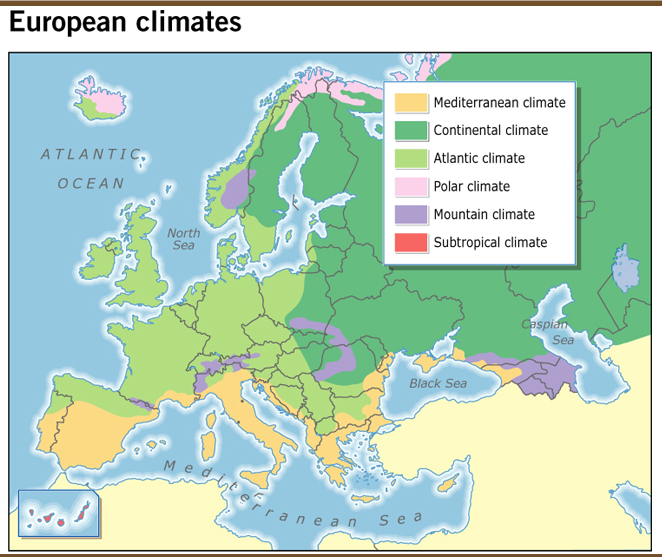 European climates
Mediterranean climate
Continental climate
Atlantic climate
Polar climate
Mountain climate
Subtropical climate
ATLANTIC
OCEAN
North
Sea
Caspian
Sea
Black Sea
Mediterranean Sea